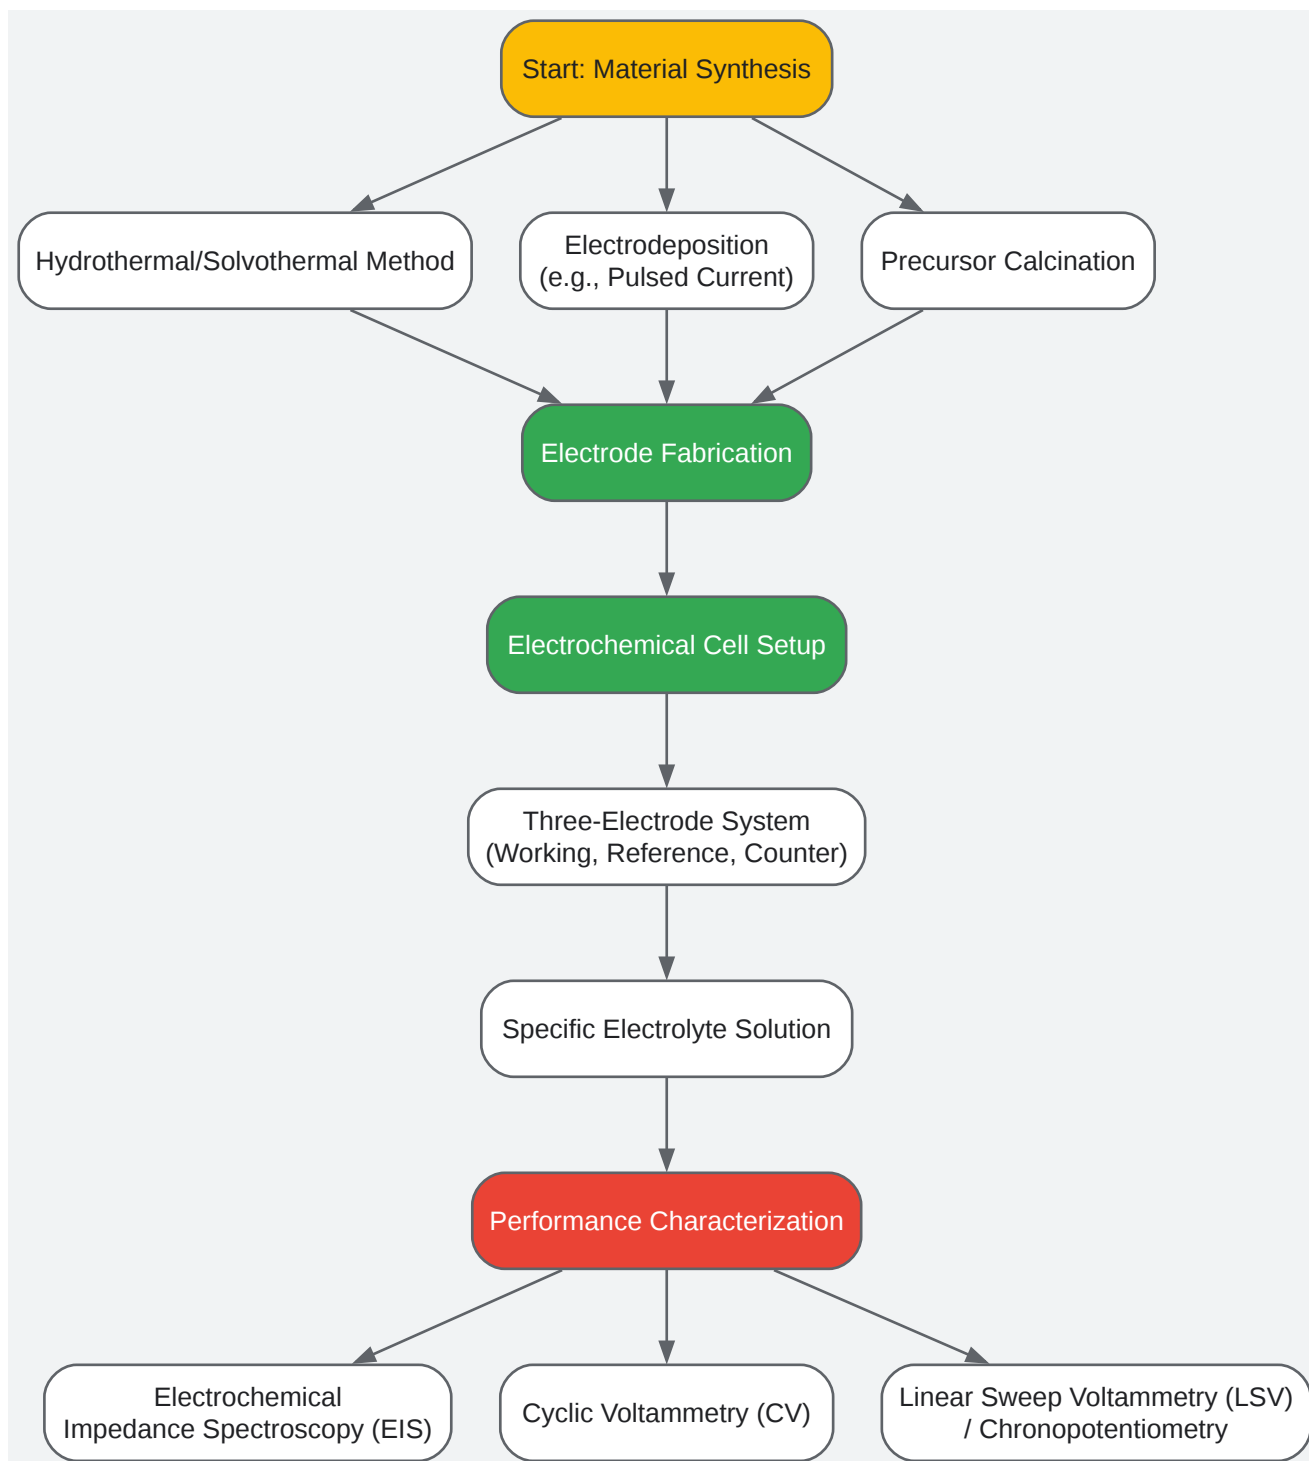 Start: Material Synthesis
Hydrothermal/Solvothermal Method
Electrodeposition
(e.g., Pulsed Current)
Precursor Calcination
Electrode Fabrication
Electrochemical Cell Setup
Three-Electrode System
(Working, Reference, Counter)
Specific Electrolyte Solution
Performance Characterization
Electrochemical
Impedance Spectroscopy (EIS)
Cyclic Voltammetry (CV)
Linear Sweep Voltammetry (LSV)
/ Chronopotentiometry